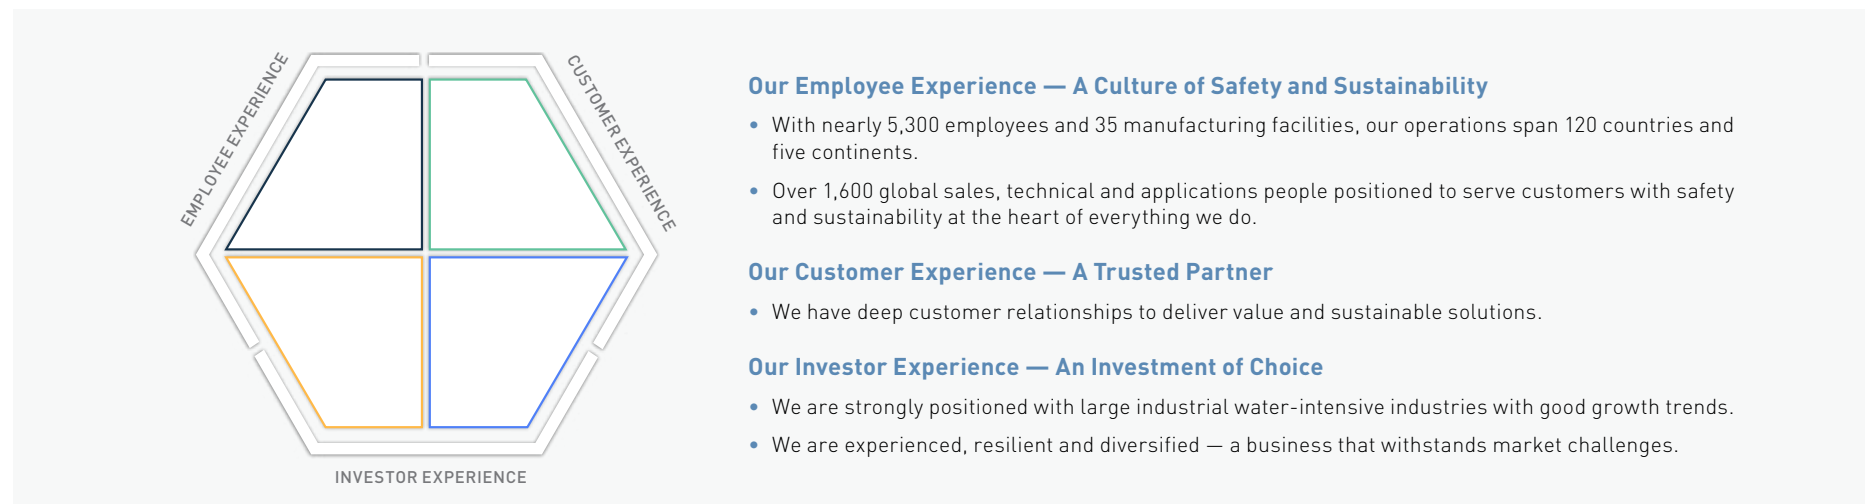 EMPLOYEE EXPERIENCE
CUSTOMER EXPERIENCE
INVESTOR EXPERIENCE
Our Employee Experience — A Culture of Safety and Sustainability
• With nearly 5,300 employees and 35 manufacturing facilities, our operations span 120 countries and
five continents.
• Over 1,600 global sales, technical and applications people positioned to serve customers with safety
and sustainability at the heart of everything we do.
Our Customer Experience — A Trusted Partner
• We have deep customer relationships to deliver value and sustainable solutions.
Our Investor Experience — An Investment of Choice
• We are strongly positioned with large industrial water-intensive industries with good growth trends.
• We are experienced, resilient and diversified — a business that withstands market challenges.